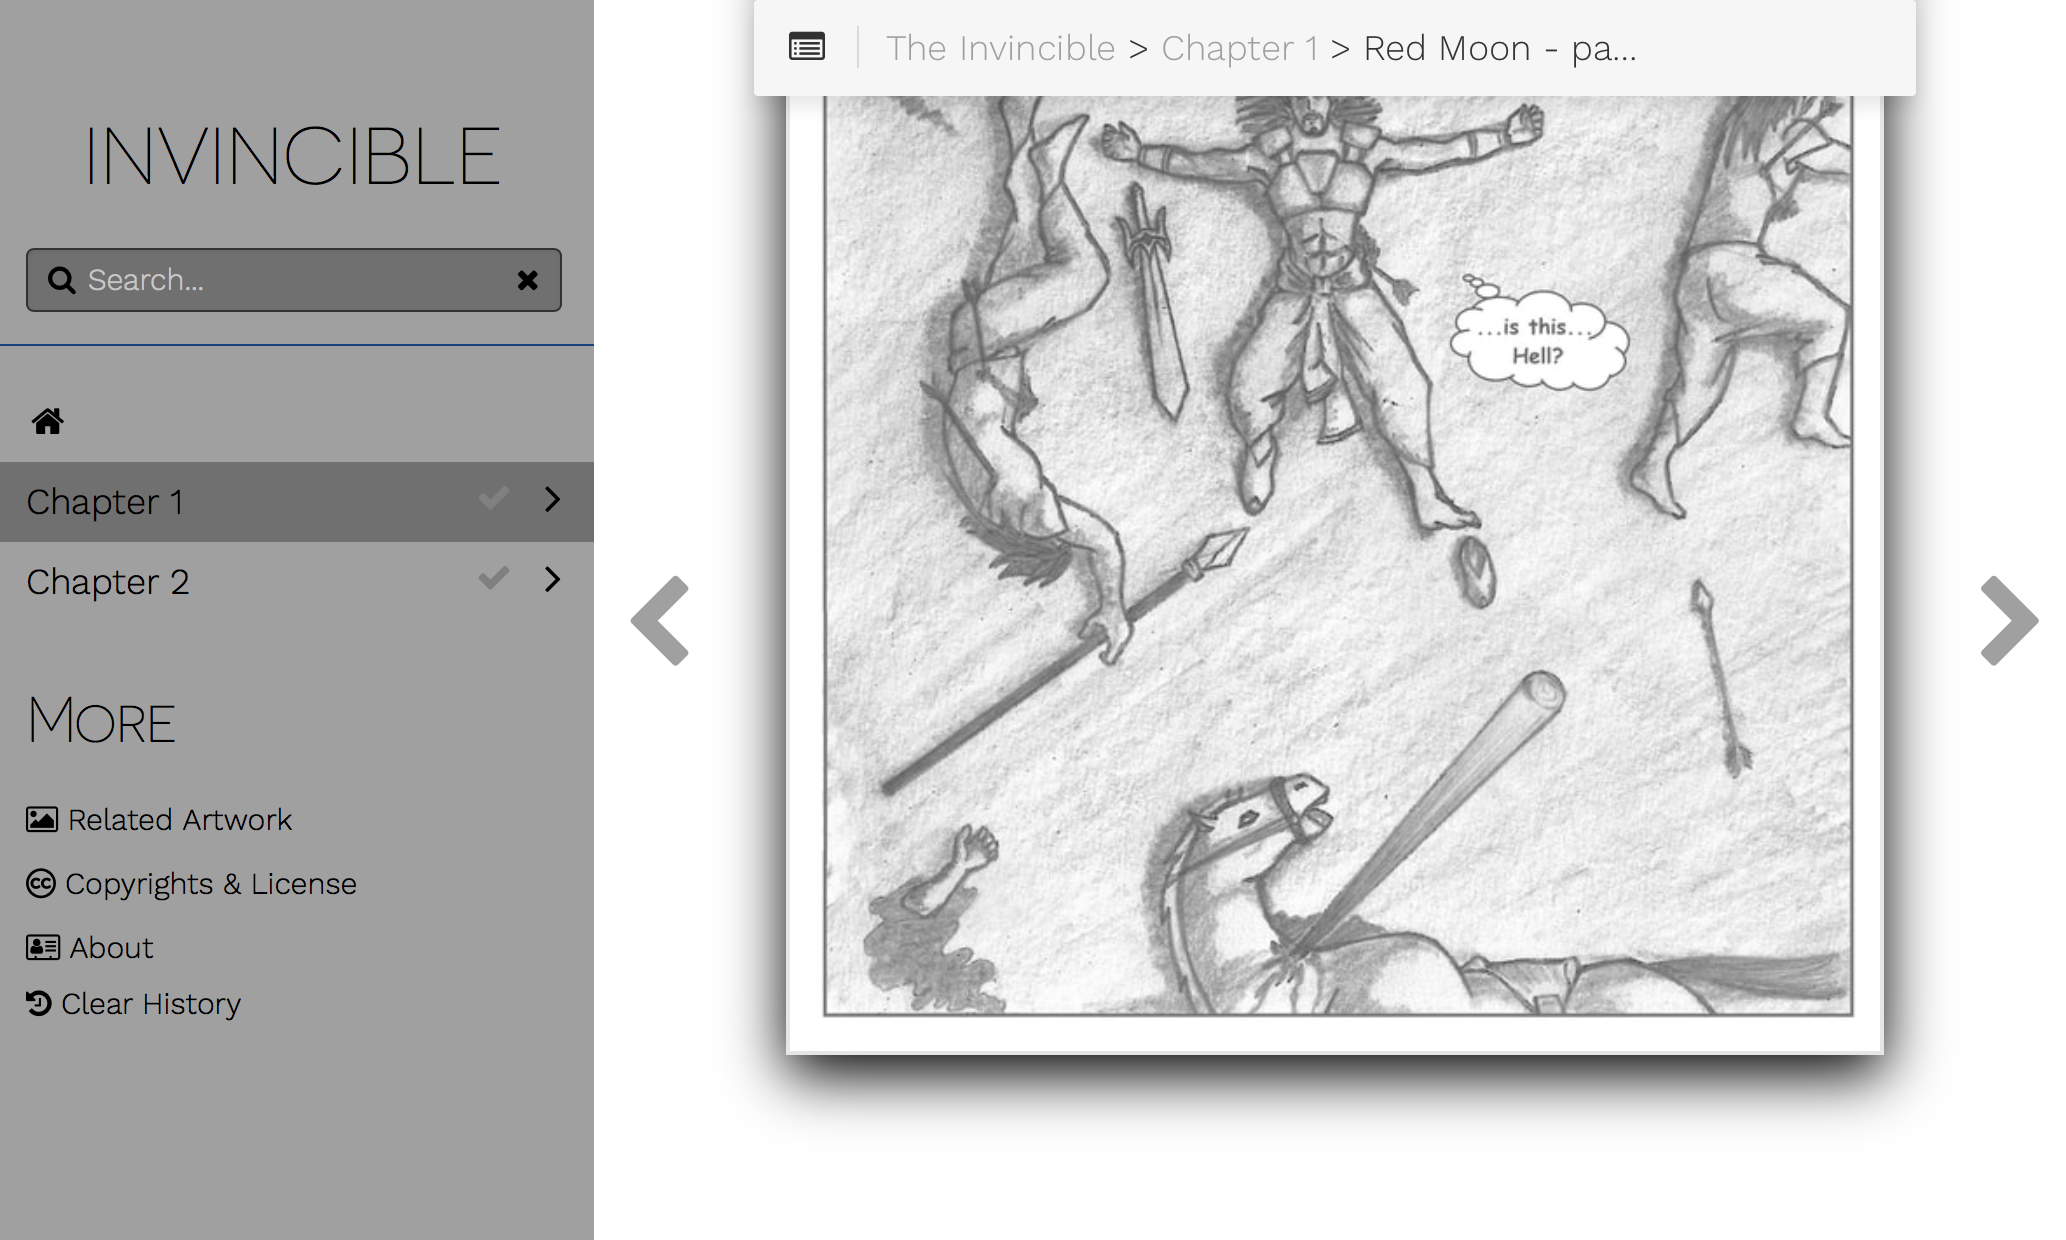 INVINCIBLE
Search...
Chapter 1
Chapter 2
More
Related Artwork
Copyrights & License
About
Clear History
The Invincible > Chapter 1 > Red Moon - pa...
...is this...
Hell?